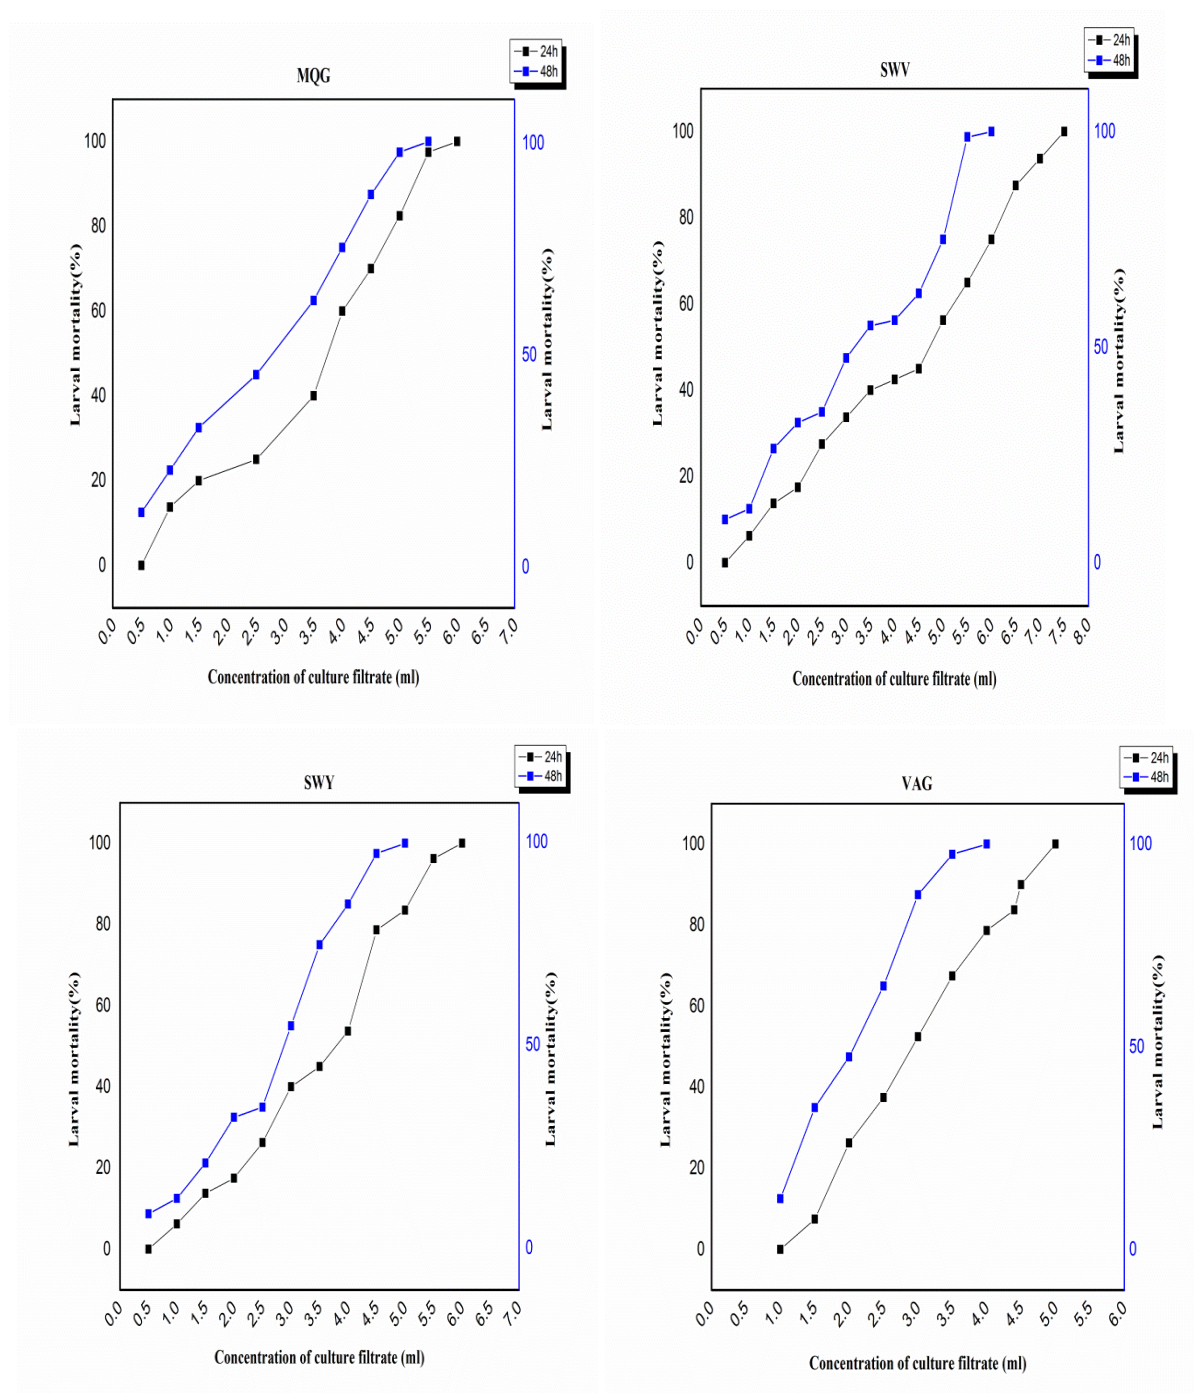 24h
48h
MQG
100
80
60
40
20
0
Larval mortality(%)
100
50
0
Larval mortality(%)
0.0 0.5 1.0 1.5 2.0 2.5 3.0 3.5 4.0 4.5 5.0 5.5 6.0 6.5 7.0
Concentration of culture filtrate (ml)
24h
48h
SWV
100
80
60
40
20
0
Larval mortality(%)
100
50
0
Larval mortality(%)
0.0 0.5 1.0 1.5 2.0 2.5 3.0 3.5 4.0 4.5 5.0 5.5 6.0 6.5 7.0 7.5 8.0
Concentration of culture filtrate (ml)
24h
48h
SWY
100
80
60
40
20
0
Larval mortality(%)
100
50
0
Larval mortality(%)
0.0 0.5 1.0 1.5 2.0 2.5 3.0 3.5 4.0 4.5 5.0 5.5 6.0 6.5 7.0
Concentration of culture filtrate (ml)
24h
48h
VAG
100
80
60
40
20
0
Larval mortality(%)
100
50
0
Larval mortality(%)
0.0 0.5 1.0 1.5 2.0 2.5 3.0 3.5 4.0 4.5 5.0 5.5 6.0
Concentration of culture filtrate (ml)